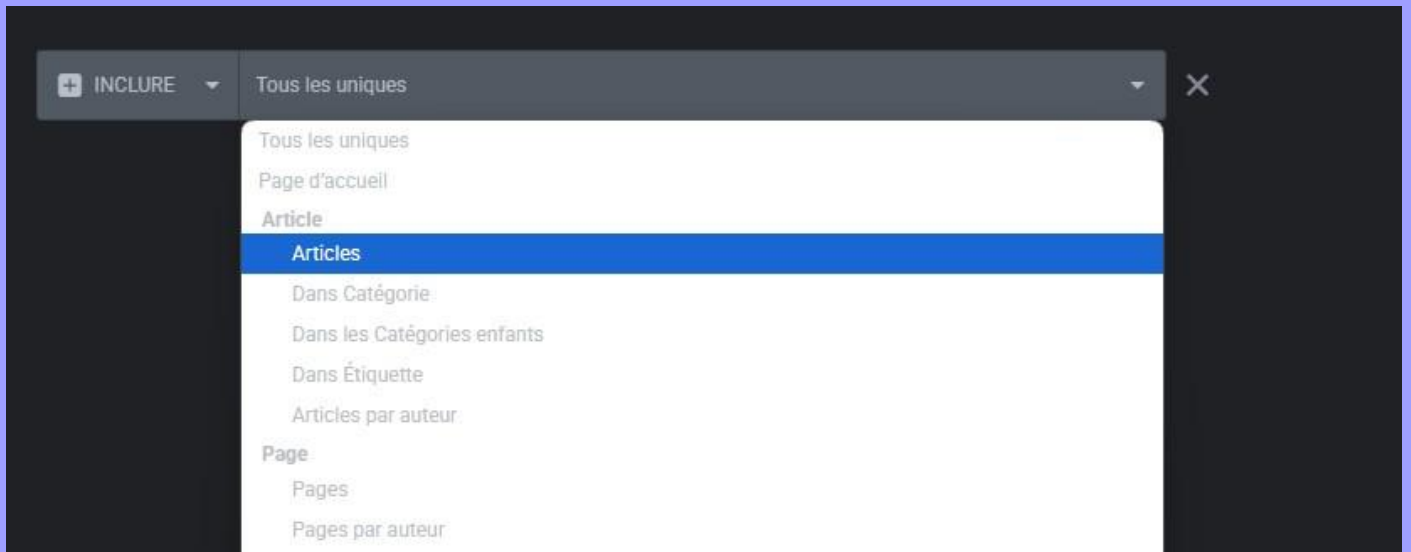 INCLURE
Tous les uniques
Tous les uniques
Page d'accueil
Article
Articles
Dans Catégorie
Dans les Catégories enfants
Dans Étiquette
Articles par auteur
Page
Pages
Pages par auteur